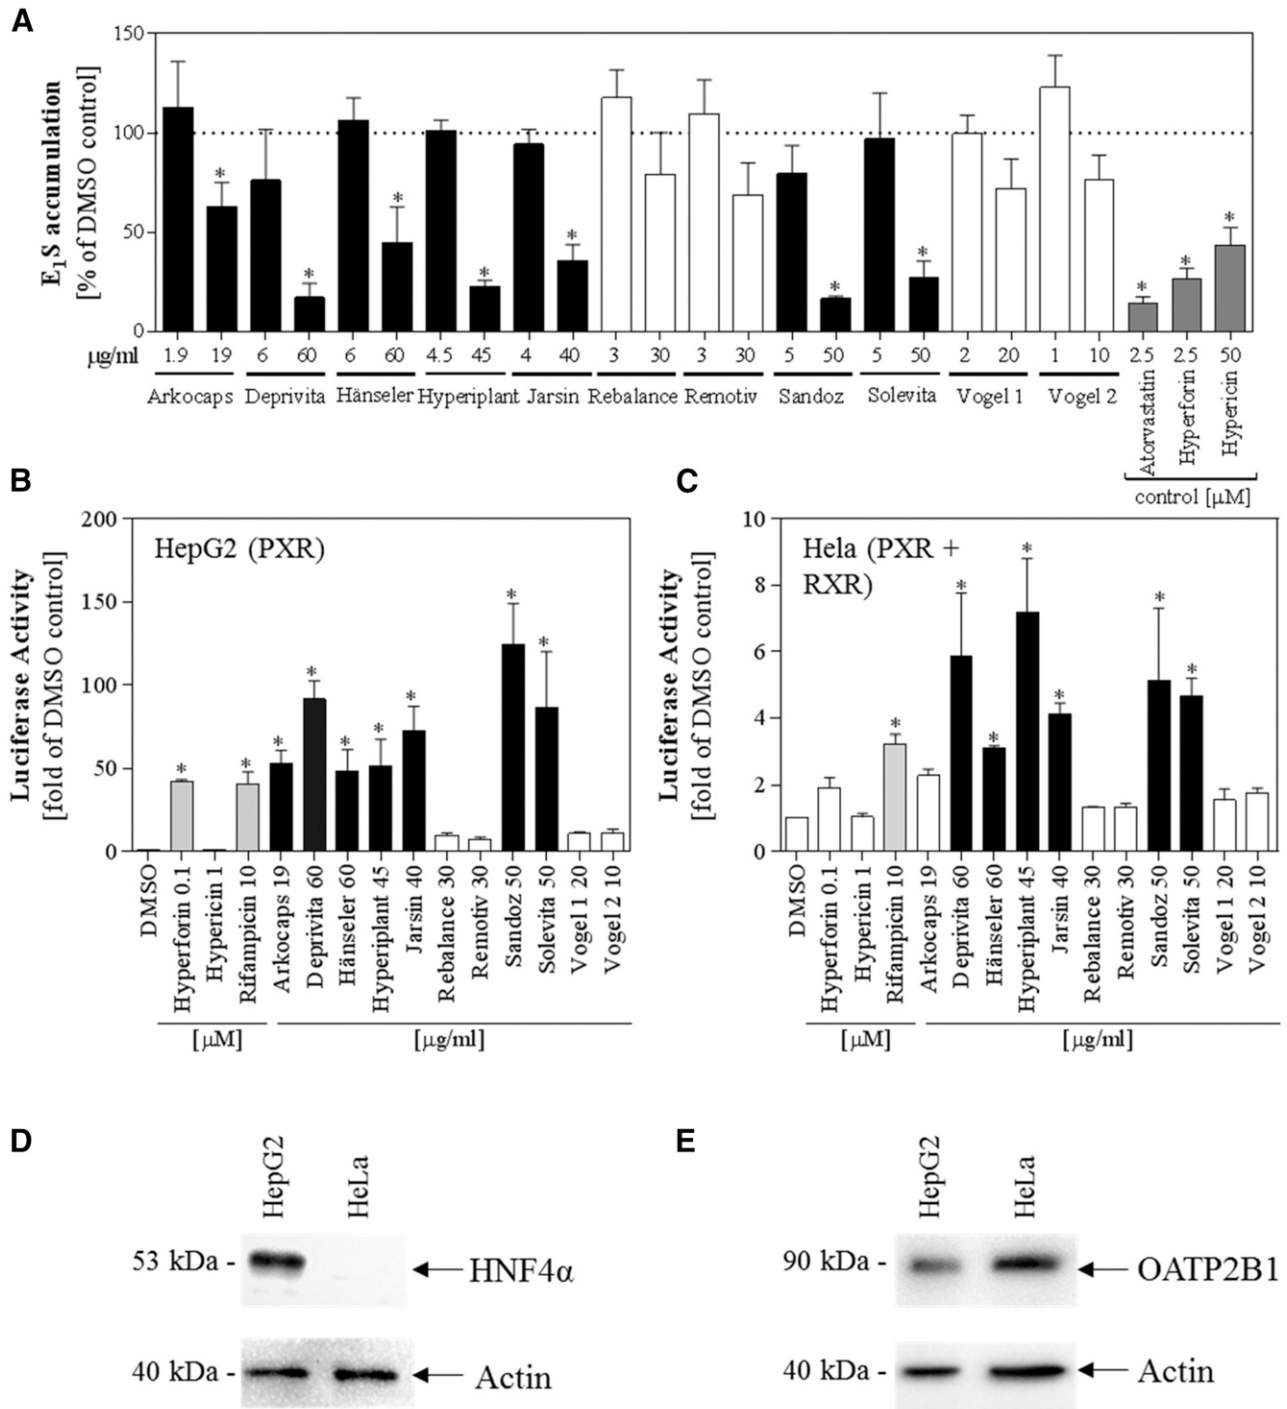 A
E1S accumulation
[% of DMSO control]
150
100
50
0
* * * * * * * * * *
μg/ml 1.9 19 6 60 6 60 4.5 45 4 40 3 30 3 30 5 50 5 50 2 20 1 10 2.5 2.5 50
Arkocaps Deprivita Hänseler Hyperiplant Jarsin Rebalance Remotiv Sandoz Solevita Vogel 1 Vogel 2
Atorvastatin
Hyperforin
Hypericin
control [μM]
B
Luciferase Activity
[fold of DMSO control]
HepG2 (PXR)
200
150
100
50
0
* * * * * * * * *
DMSO
Hyperforin 0.1
Hypericin 1
Rifampicin 10
Arkocaps 19
Deprivita 60
Hänseler 60
Hyperiplant 45
Jarsin 40
Rebalance 30
Remotiv 30
Sandoz 50
Solevita 50
Vogel 1 20
Vogel 2 10
[μM] [μg/ml]
C
Luciferase Activity
[fold of DMSO control]
Hela (PXR +
RXR)
10
8
6
4
2
0
* * * * * * *
DMSO
Hyperforin 0.1
Hypericin 1
Rifampicin 10
Arkocaps 19
Deprivita 60
Hänseler 60
Hyperiplant 45
Jarsin 40
Rebalance 30
Remotiv 30
Sandoz 50
Solevita 50
Vogel 1 20
Vogel 2 10
[μM] [μg/ml]
D
HepG2
HeLa
53 kDa - HNF4α
40 kDa - Actin
E
HepG2
HeLa
90 kDa - OATP2B1
40 kDa - Actin